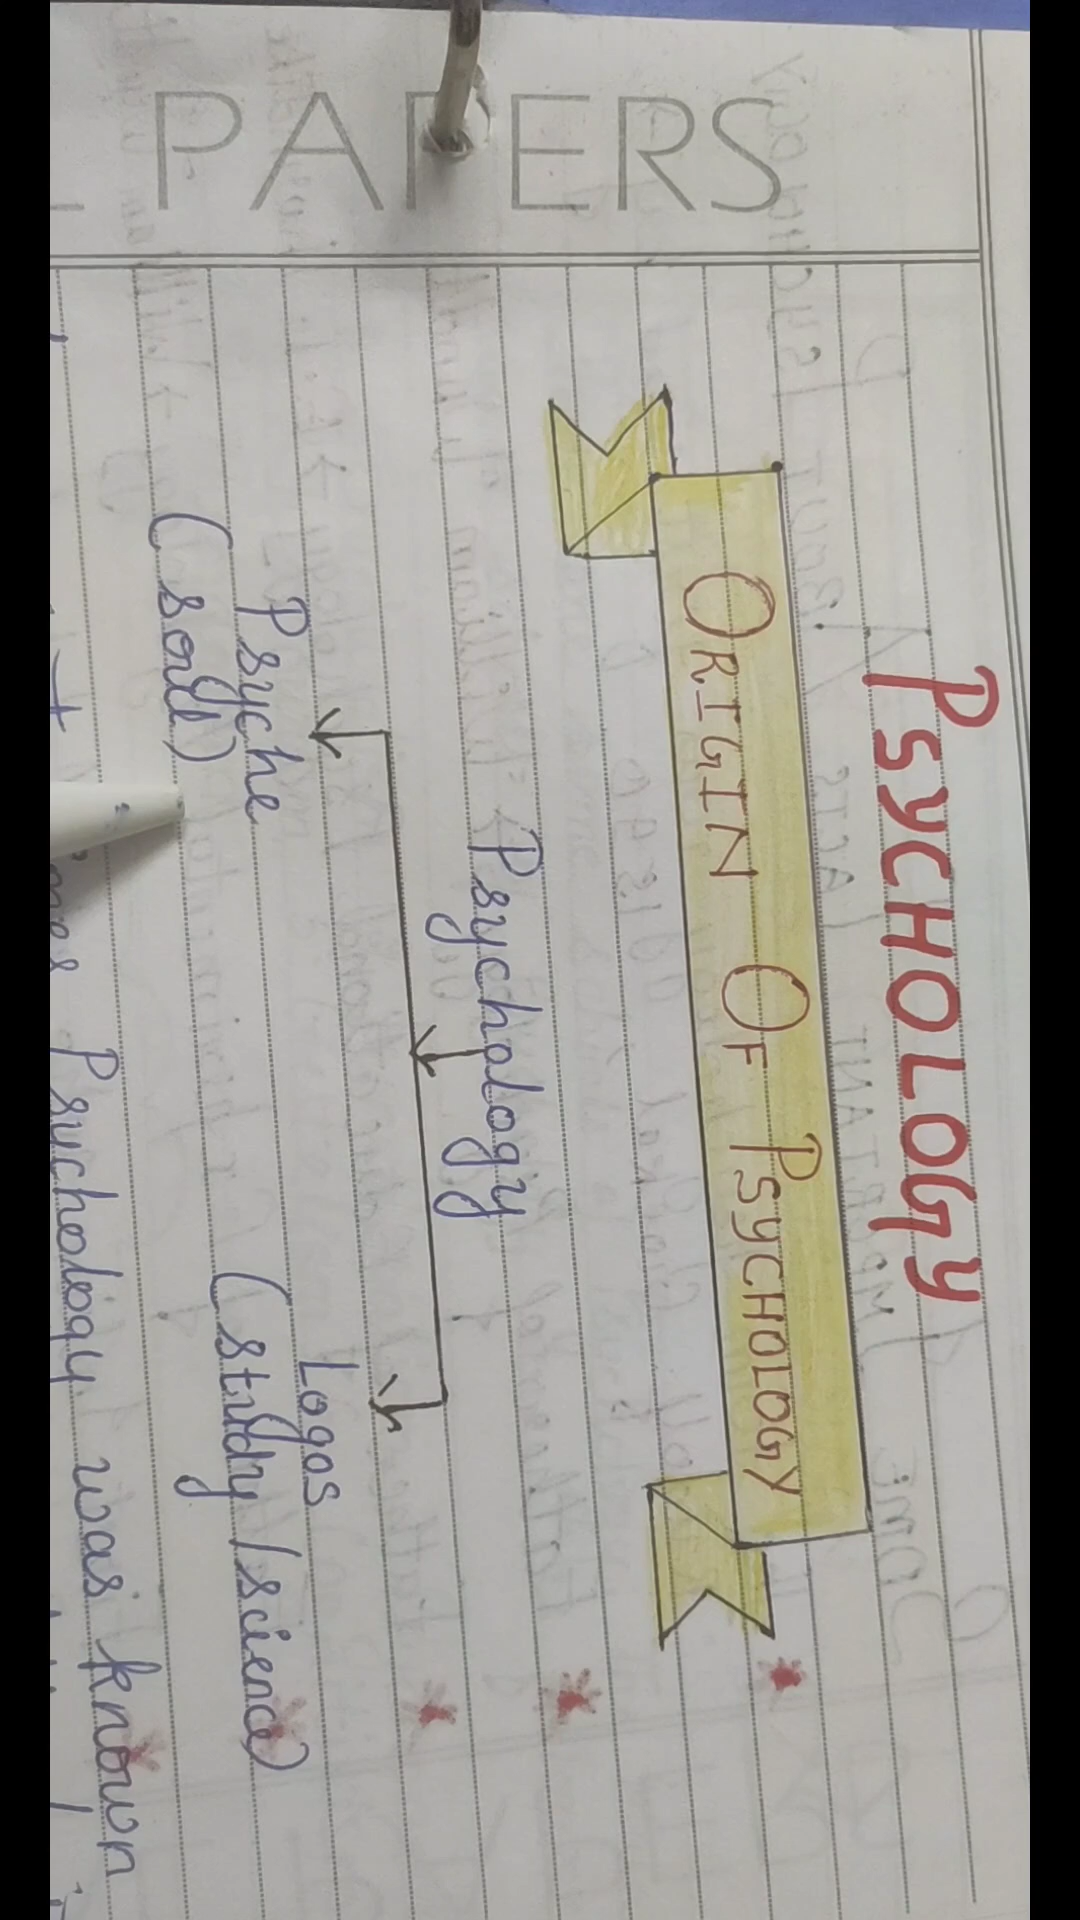 PAPERS
PSYCHOLOGY
ORIGIN OF PSYCHOLOGY
Psychology
Psyche Logos
(soul) (study/science)
Psychology was known